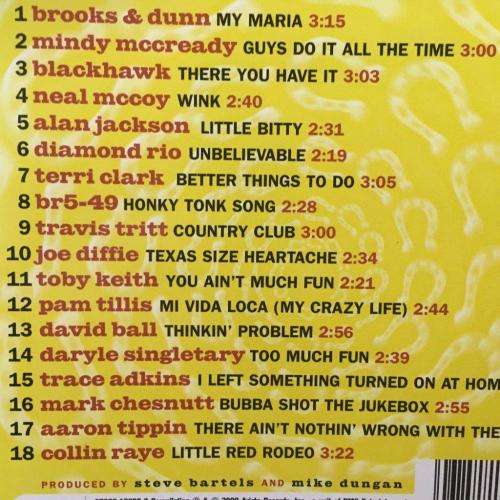 1 brooks & dunn MY MARIA 3:15
2 mindy mccready GUYS DO IT ALL THE TIME 3:00
3 blackhawk THERE YOU HAVE IT 3:03
4 neal mccoy WINK 2:40
5 alan jackson LITTLE BITTY 2:31
6 diamond rio UNBELIEVABLE 2:19
7 terri clark BETTER THINGS TO DO 3:05
8 br5-49 HONKY TONK SONG 2:28
9 travis tritt COUNTRY CLUB 3:00
10 joe diffie TEXAS SIZE HEARTACHE 2:34
11 toby keith YOU AIN'T MUCH FUN 2:21
12 pam tillis MI VIDA LOCA (MY CRAZY LIFE) 2:44
13 david ball THINKIN' PROBLEM 2:56
14 daryle singletary TOO MUCH FUN 2:39
15 trace adkins I LEFT SOMETHING TURNED ON AT HOM
16 mark chesnutt BUBBA SHOT THE JUKEBOX 2:55
17 aaron tippin THERE AIN'T NOTHIN' WRONG WITH THE
18 collin raye LITTLE RED RODEO 3:22
PRODUCED BY steve bartels AND mike dungan